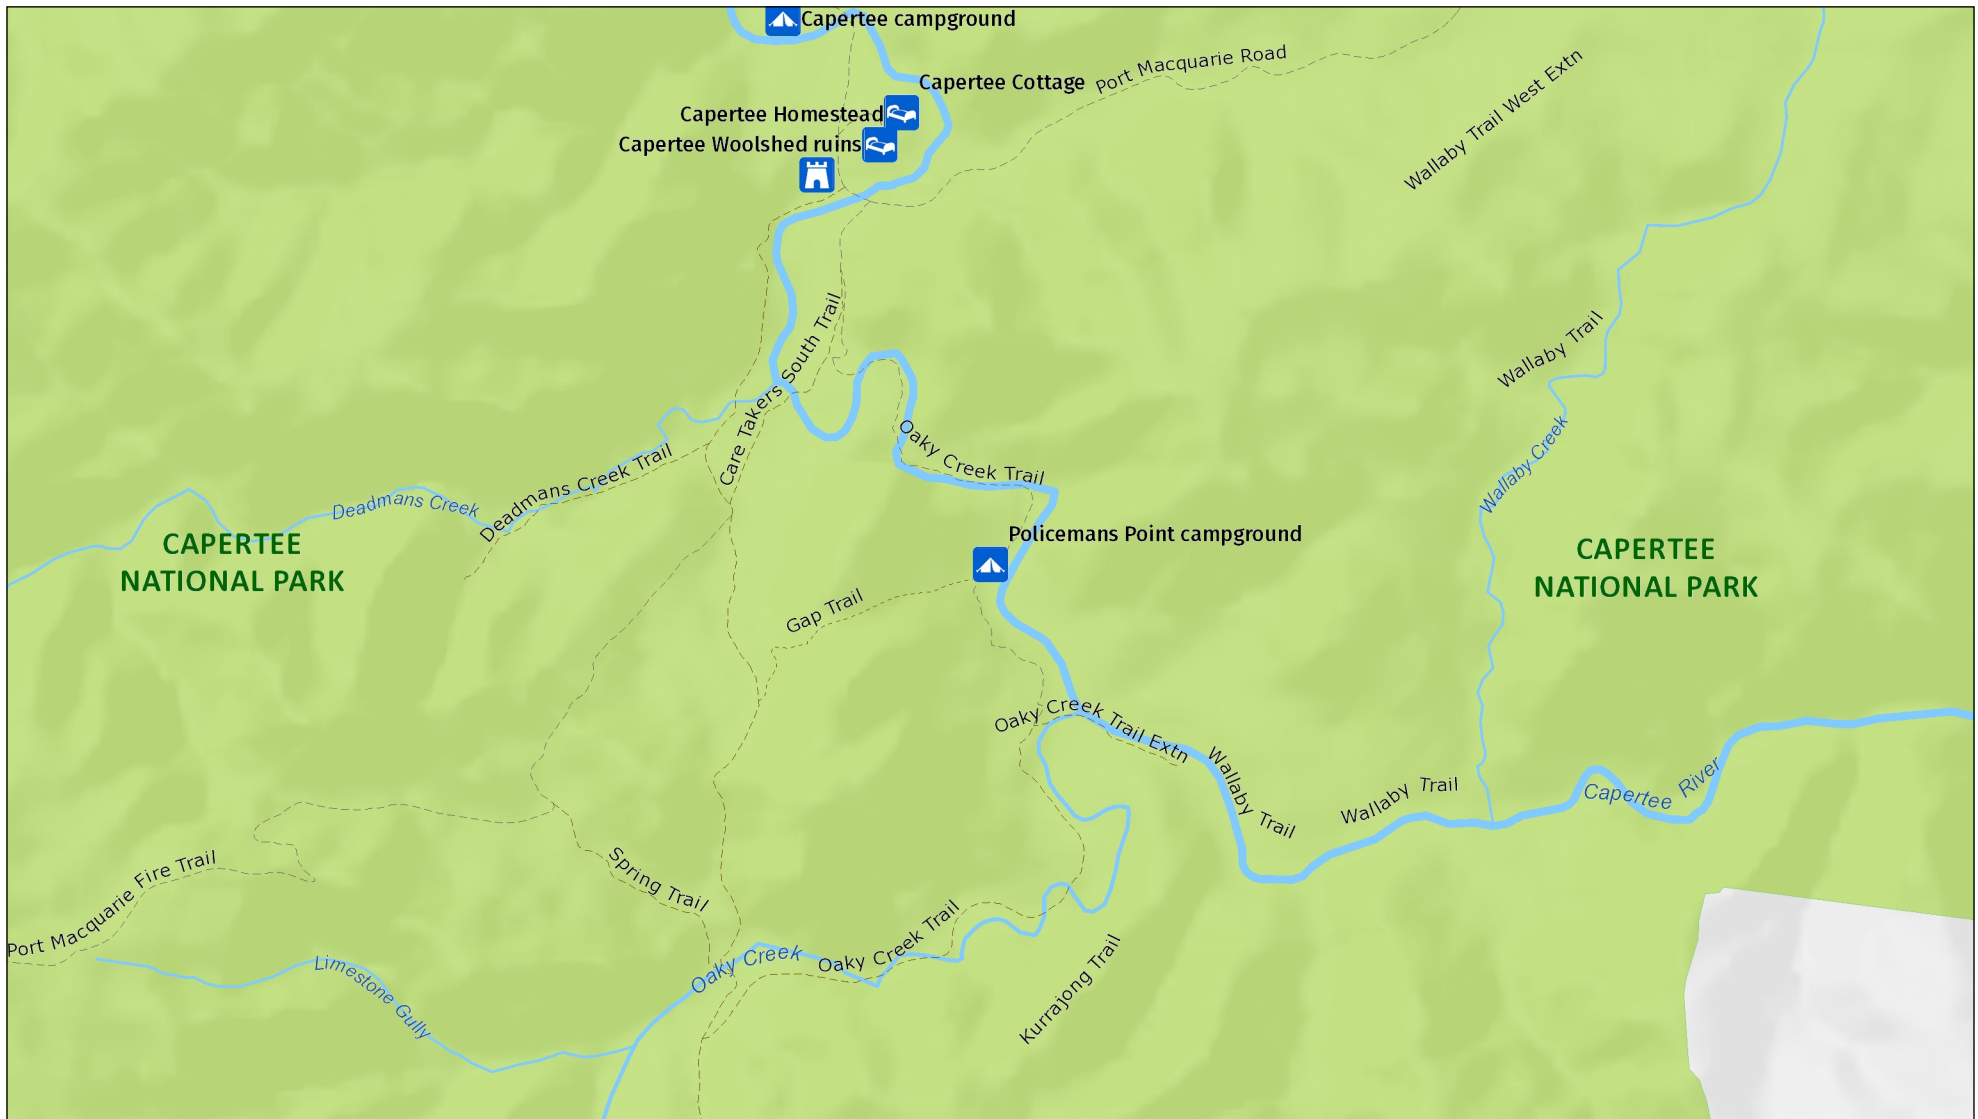 Capertee campground
Capertee Cottage
Port Macquarie Road
Wallaby Trail West Extn
Capertee Homestead
Capertee Woolshed ruins
Care Takers South Trail
Wallaby Trail
Oaky Creek Trail
Deadmans Creek Trail
Wallaby Creek
Deadmans Creek
Policemans Point campground
CAPERTEE
NATIONAL PARK
CAPERTEE
NATIONAL PARK
Gap Trail
Oaky Creek Trail Extn
Wallaby Trail
Wallaby Trail
Capertee River
Port Macquarie Fire Trail
Spring Trail
Oaky Creek Trail
Oaky Creek
Limestone Gully
Kurrajong Trail